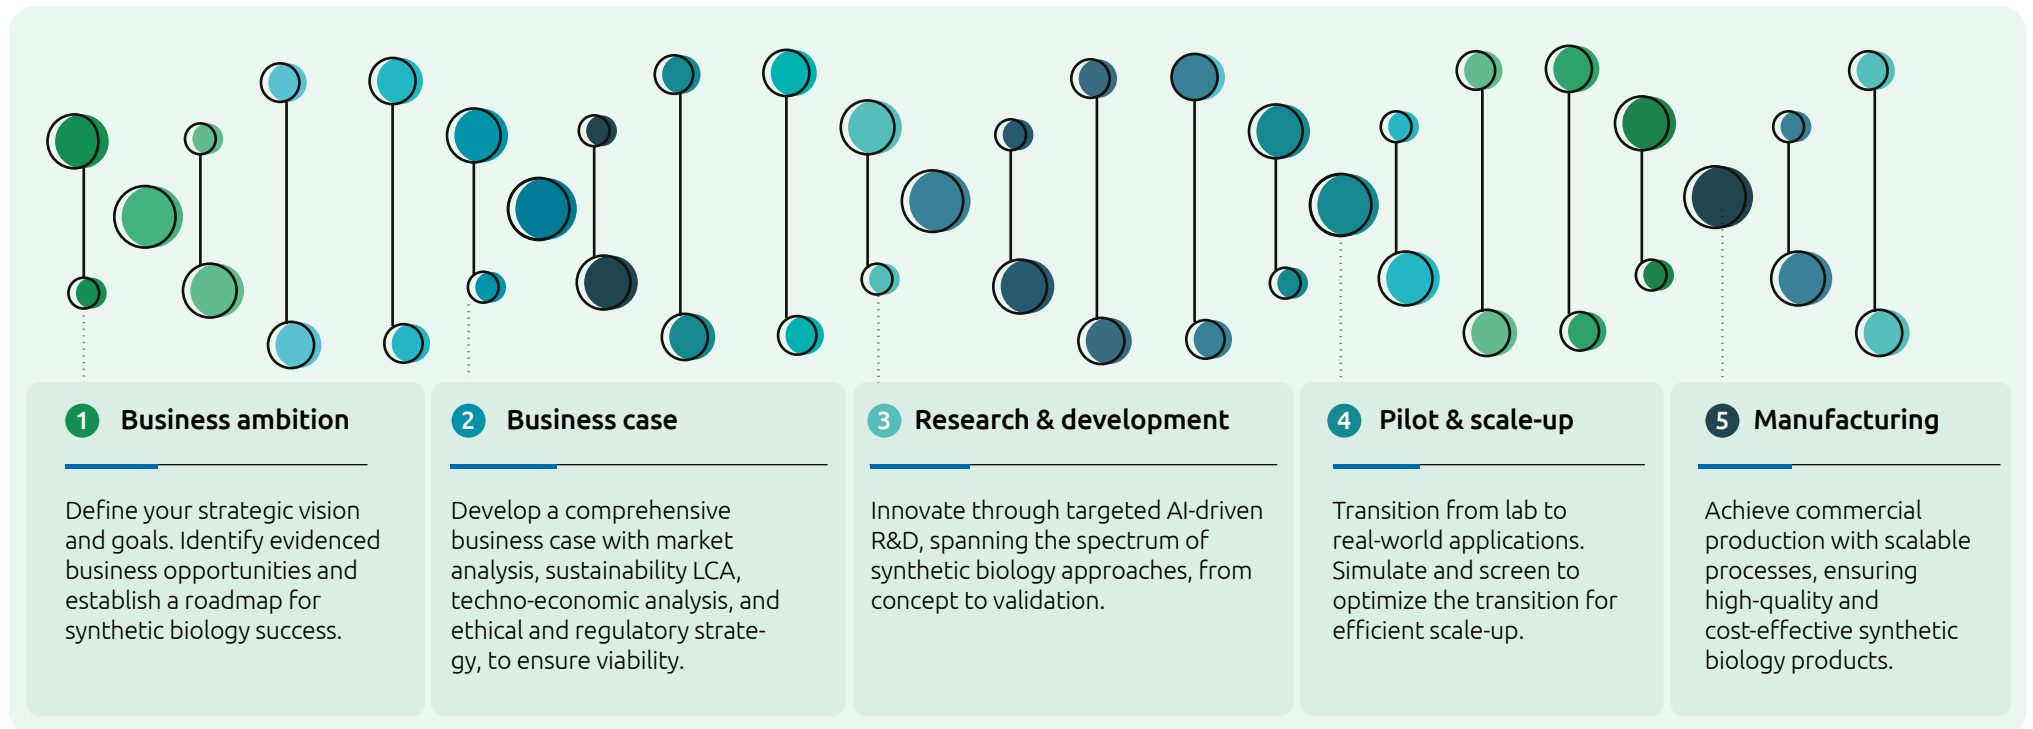 1 Business ambition
Define your strategic vision
and goals. Identify evidenced
business opportunities and
establish a roadmap for
synthetic biology success.
2 Business case
Develop a comprehensive
business case with market
analysis, sustainability LCA,
techno-economic analysis, and
ethical and regulatory strate-
gy, to ensure viability.
3 Research & development
Innovate through targeted AI-driven
R&D, spanning the spectrum of
synthetic biology approaches, from
concept to validation.
4 Pilot & scale-up
Transition from lab to
real-world applications.
Simulate and screen to
optimize the transition for
efficient scale-up.
5 Manufacturing
Achieve commercial
production with scalable
processes, ensuring
high-quality and
cost-effective synthetic
biology products.